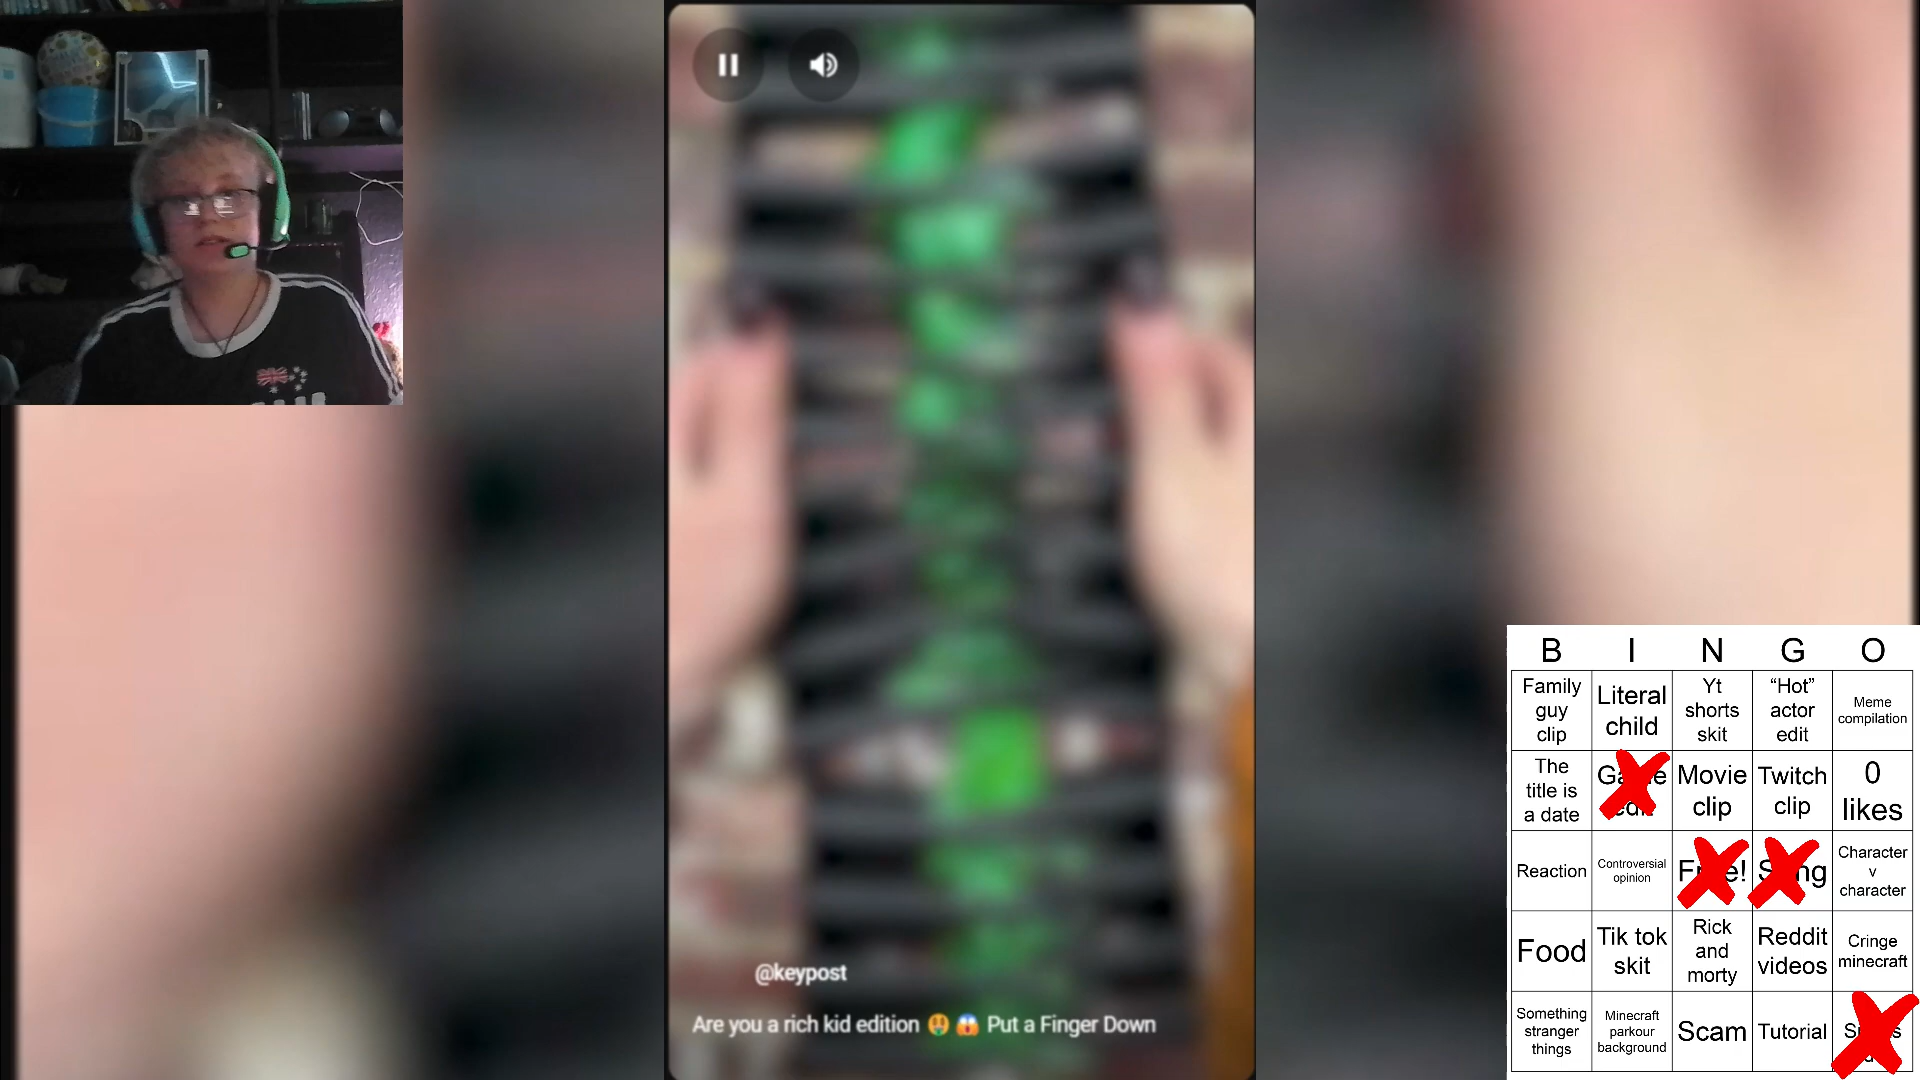 @keypost
Are you a rich kid edition 🤑 😱 Put a Finger Down
B I N G O
Family
guy
clip
Literal
child
Yt
shorts
skit
“Hot”
actor
edit
Meme
compilation
The
title is
a date
Movie
clip
Twitch
clip
0
likes
Reaction
Controversial
opinion
Free!
Song
Character
v
character
Food
Tik tok
skit
Rick
and
morty
Reddit
videos
Cringe
minecraft
Something
stranger
things
Minecraft
parkour
background
Scam
Tutorial